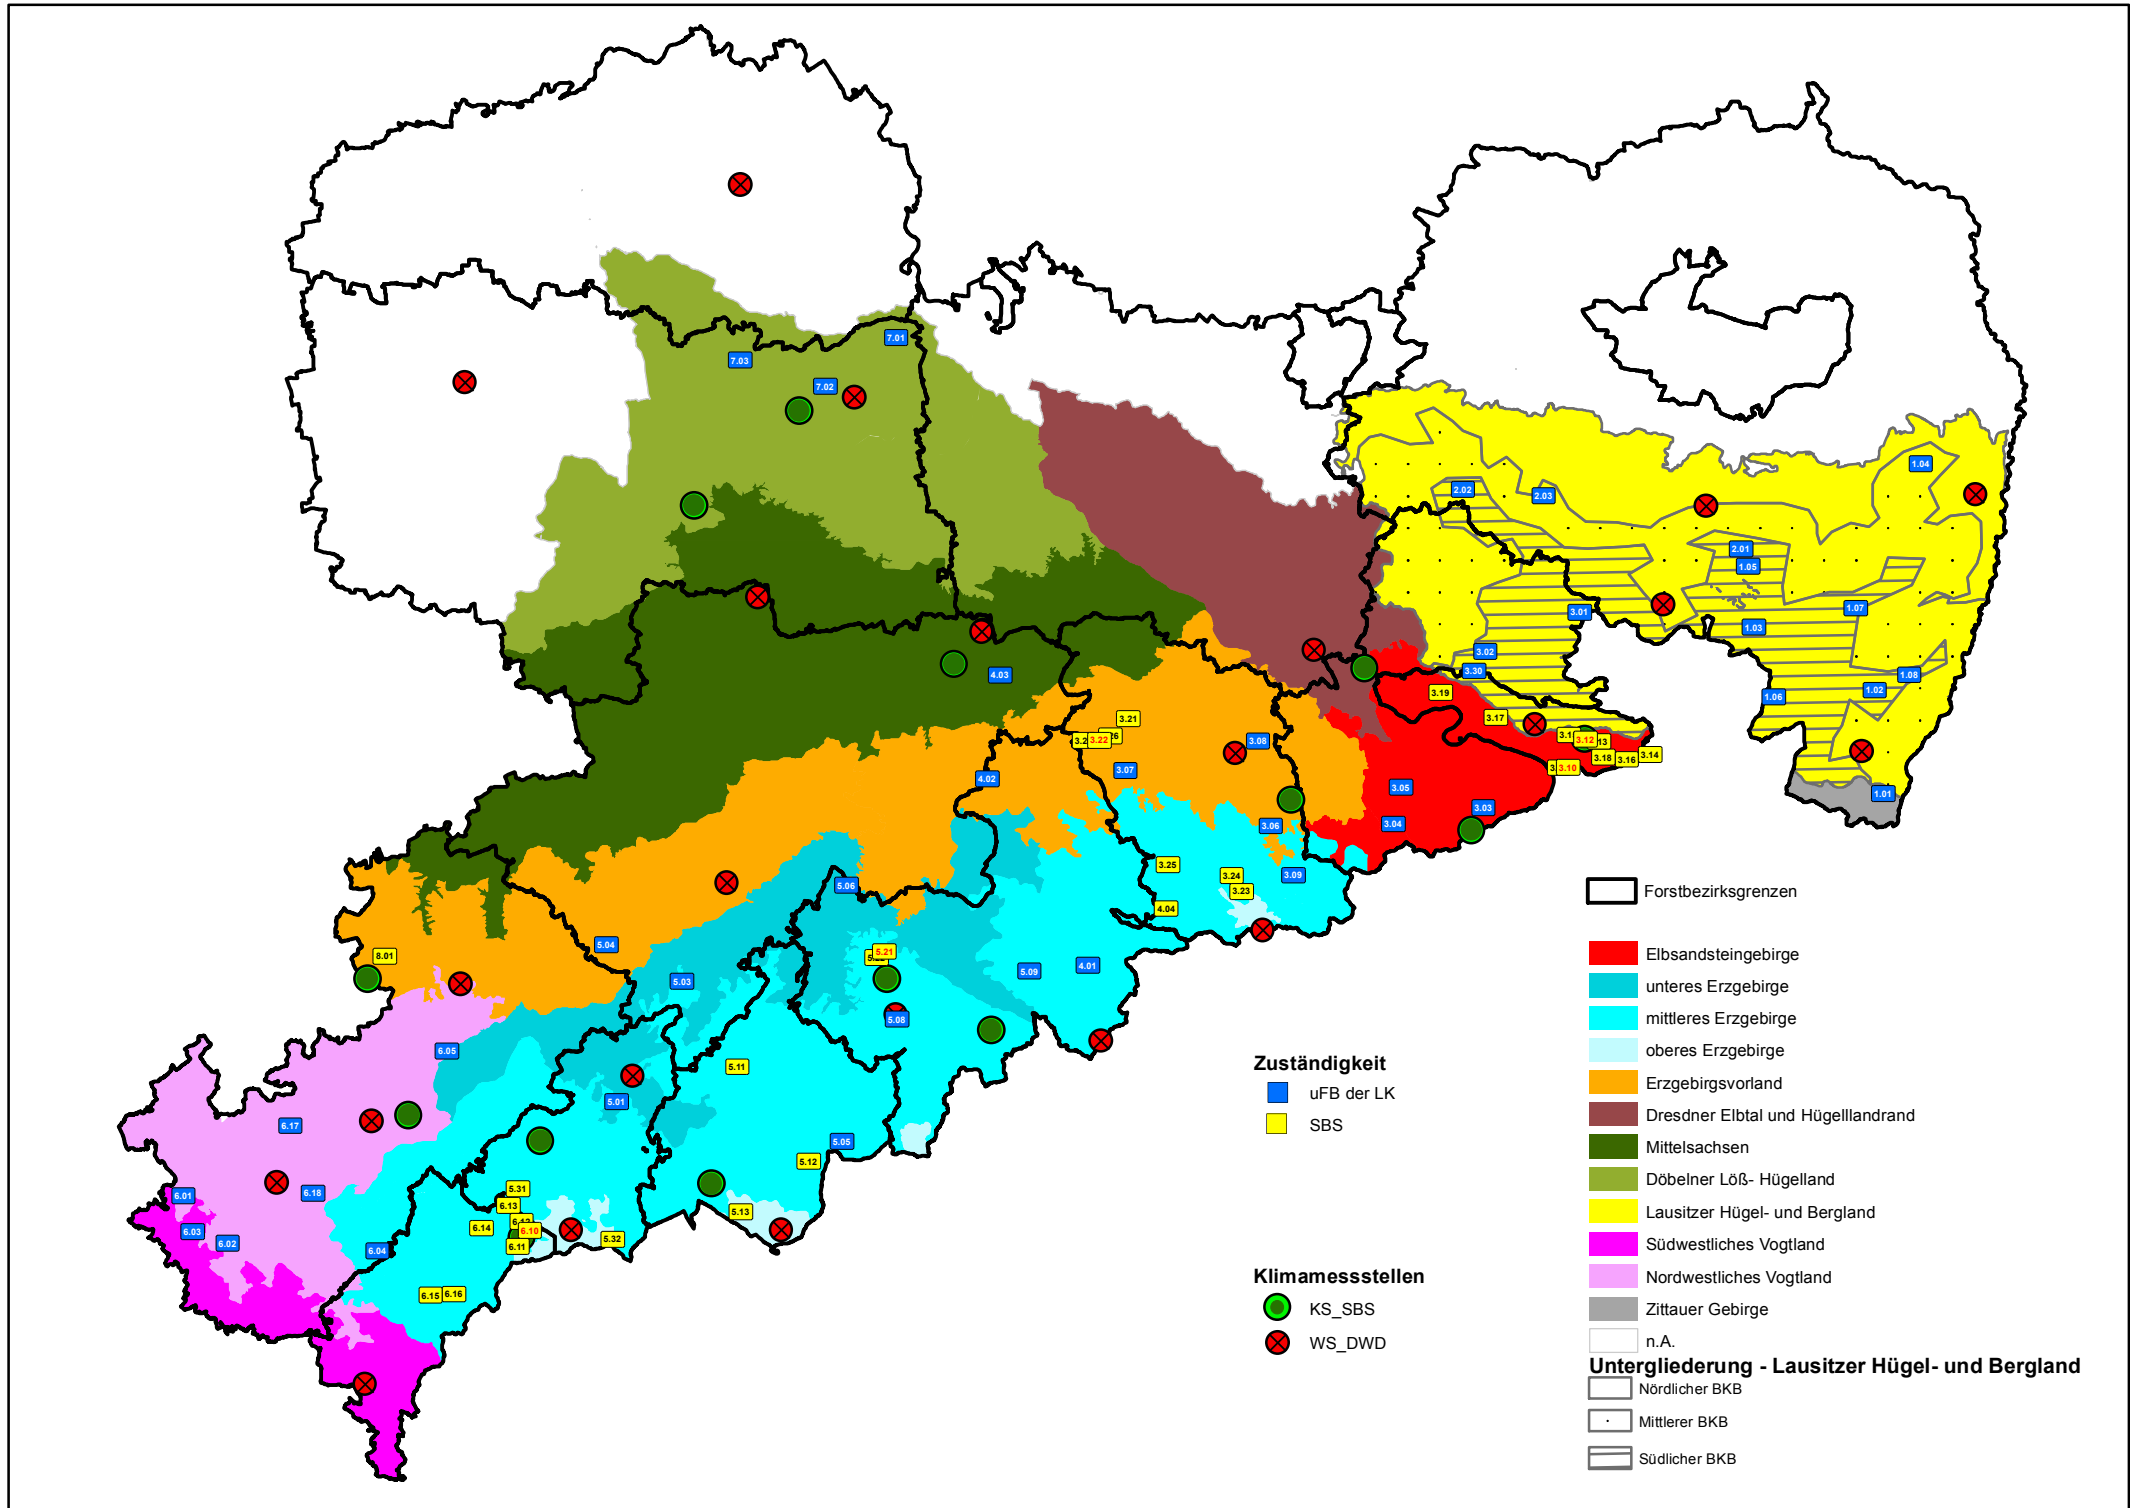 7.01
7.03
7.02
1.04
2.02
2.03
2.01
1.05
1.07
3.01
1.03
3.02
3.30
4.03
1.08
1.02
1.06
3.19
3.17
3.21
3.22
3.08
3.12
3.14
3.18
3.16
3.10
3.07
4.02
3.05
1.01
3.03
3.04
3.06
3.25
3.24
3.09
3.23
5.06
4.04
5.04
5.21
8.01
4.01
5.09
5.03
5.08
6.05
5.11
5.01
6.17
5.05
5.12
5.31
6.18
6.01
6.13
5.13
6.14
6.10
6.03
5.32
6.02
6.11
6.04
6.15
6.16
Forstbezirksgrenzen
Elbsandsteingebirge
unteres Erzgebirge
mittleres Erzgebirge
oberes Erzgebirge
Erzgebirgsvorland
Dresdner Elbtal und Hügelllandrand
Mittelsachsen
Döbelner Löß- Hügelland
Lausitzer Hügel- und Bergland
Südwestliches Vogtland
Nordwestliches Vogtland
Zittauer Gebirge
n.A.
Untergliederung - Lausitzer Hügel- und Bergland
Nördlicher BKB
Mittlerer BKB
Südlicher BKB
Zuständigkeit
uFB der LK
SBS
Klimamessstellen
KS_SBS
WS_DWD